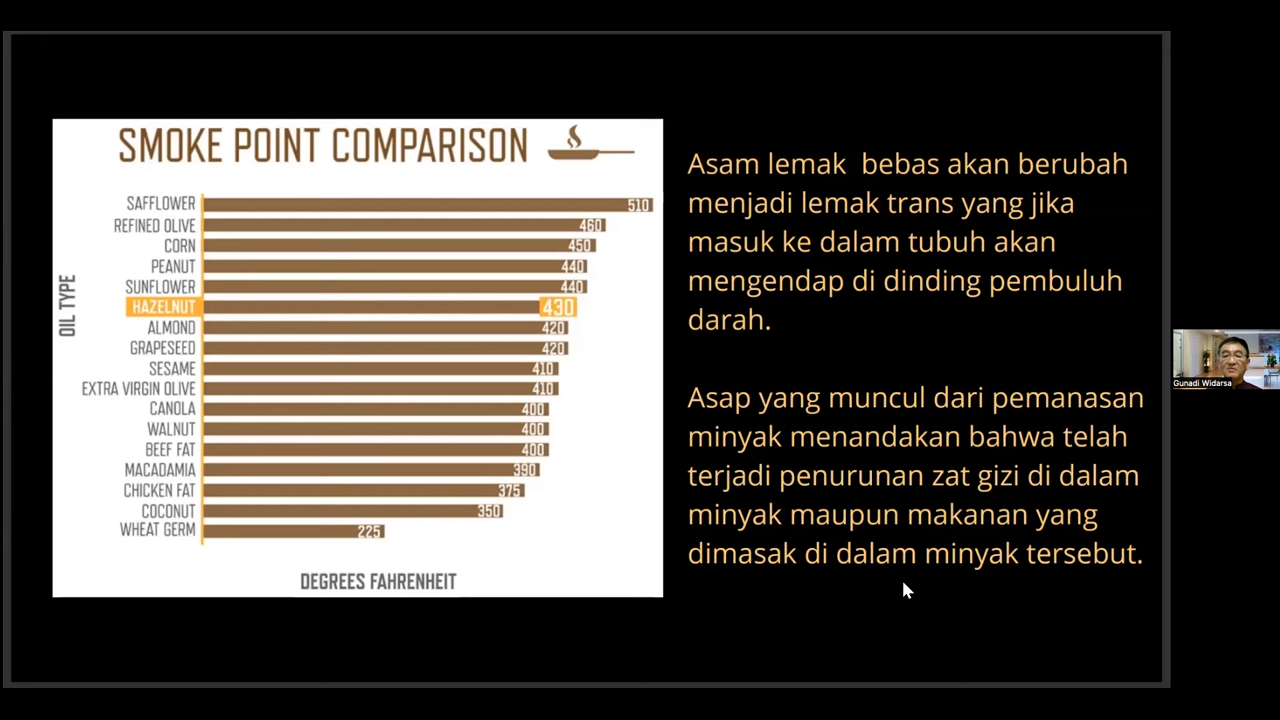 SMOKE POINT COMPARISON
OIL TYPE
SAFFLOWER 510
REFINED OLIVE 460
CORN 450
PEANUT 440
SUNFLOWER 440
HAZELNUT 430
ALMOND 420
GRAPESEED 420
SESAME 410
EXTRA VIRGIN OLIVE 410
CANOLA 400
WALNUT 400
BEEF FAT 400
MACADAMIA 390
CHICKEN FAT 375
COCONUT 350
WHEAT GERM 225
DEGREES FAHRENHEIT
Asam lemak bebas akan berubah
menjadi lemak trans yang jika
masuk ke dalam tubuh akan
mengendap di dinding pembuluh
darah.
Asap yang muncul dari pemanasan
minyak menandakan bahwa telah
terjadi penurunan zat gizi di dalam
minyak maupun makanan yang
dimasak di dalam minyak tersebut.
Gunadi Widarsa